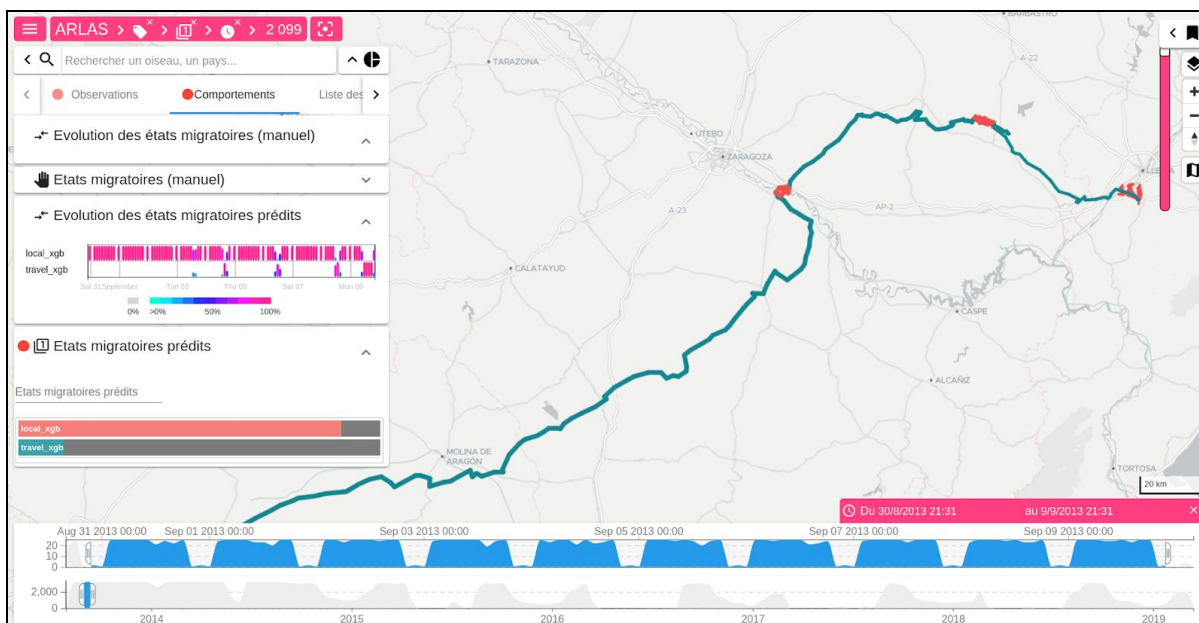 ARLAS > > > > 2 099
BARBASTRO
Rechercher un oiseau, un pays...
TARAZONA
A-22
Observations
Comportements
Liste des
Evolution des états migratoires (manuel)
UTEBO
ZARAGOZA
Etats migratoires (manuel)
AP-2
A-23
Evolution des états migratoires prédits
local_xgb
travel_xgb
Sat 31 September Tue 03 Thu 05 Sat 07 Mon 09
0% >0% 50% 100%
CALATAYUD
CASPE
Etats migratoires prédits
ALCAÑIZ
Etats migratoires prédits
local_xgb
travel_xgb
MOLINA DE
ARAGÓN
TORTOSA
20 km
Du 30/8/2013 21:31 au 9/9/2013 21:31
Aug 31 2013 00:00 Sep 01 2013 00:00 Sep 03 2013 00:00 Sep 05 2013 00:00 Sep 07 2013 00:00 Sep 09 2013 00:00
20
10
0
2,000
0
2014 2015 2016 2017 2018 2019